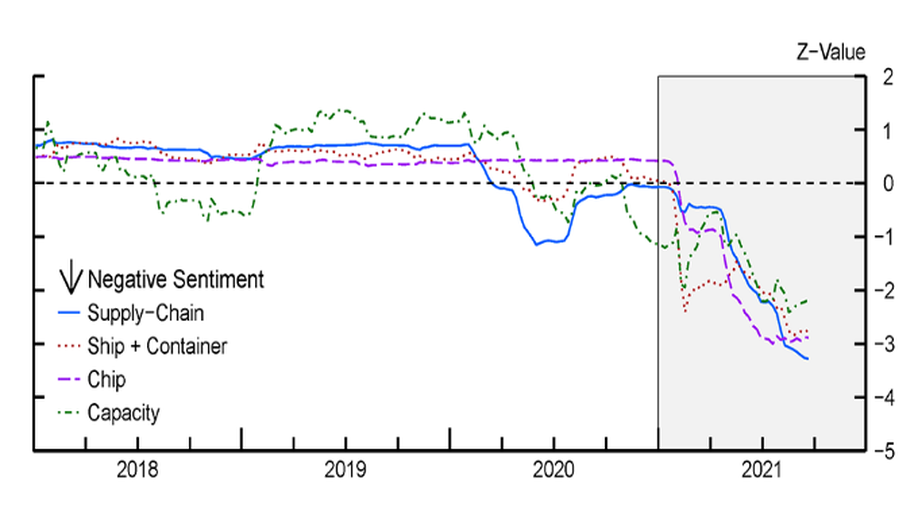 Z-Value
2
1
0
-1
-2
-3
-4
-5
Negative Sentiment
Supply-Chain
Ship + Container
Chip
Capacity
2018 2019 2020 2021